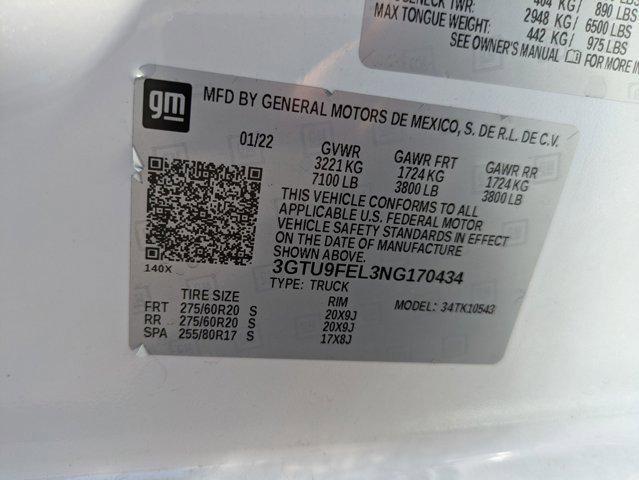 TWR: 404 KG/ 890 LBS
2948 KG/ 6500 LBS
MAX TONGUE WEIGHT: 442 KG/ 975 LBS
SEE OWNER'S MANUAL FOR MORE
gm
MFD BY GENERAL MOTORS DE MEXICO, S. DE R.L. DE C.V.
01/22 GVWR GAWR FRT GAWR RR
3221 KG 1724 KG 1724 KG
7100 LB 3800 LB 3800 LB
THIS VEHICLE CONFORMS TO ALL
APPLICABLE U.S. FEDERAL MOTOR
VEHICLE SAFETY STANDARDS IN EFFECT
ON THE DATE OF MANUFACTURE
SHOWN ABOVE.
140X 3GTU9FEL3NG170434
TYPE: TRUCK
TIRE SIZE RIM MODEL: 34TK10543
FRT 275/60R20 S 20X9J
RR 275/60R20 S 20X9J
SPA 255/80R17 S 17X8J